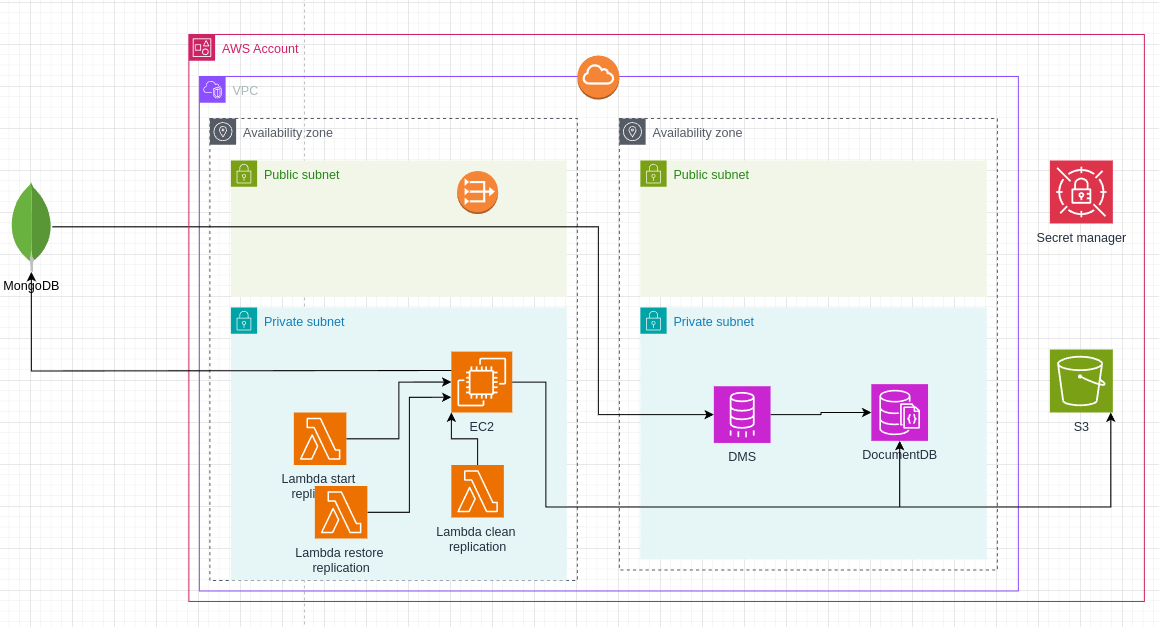 AWS Account
VPC
Availability zone
Availability zone
Public subnet
Public subnet
Secret manager
MongoDB
Private subnet
Private subnet
EC2
S3
DMS
DocumentDB
Lambda start
repli
Lambda clean
replication
Lambda restore
replication